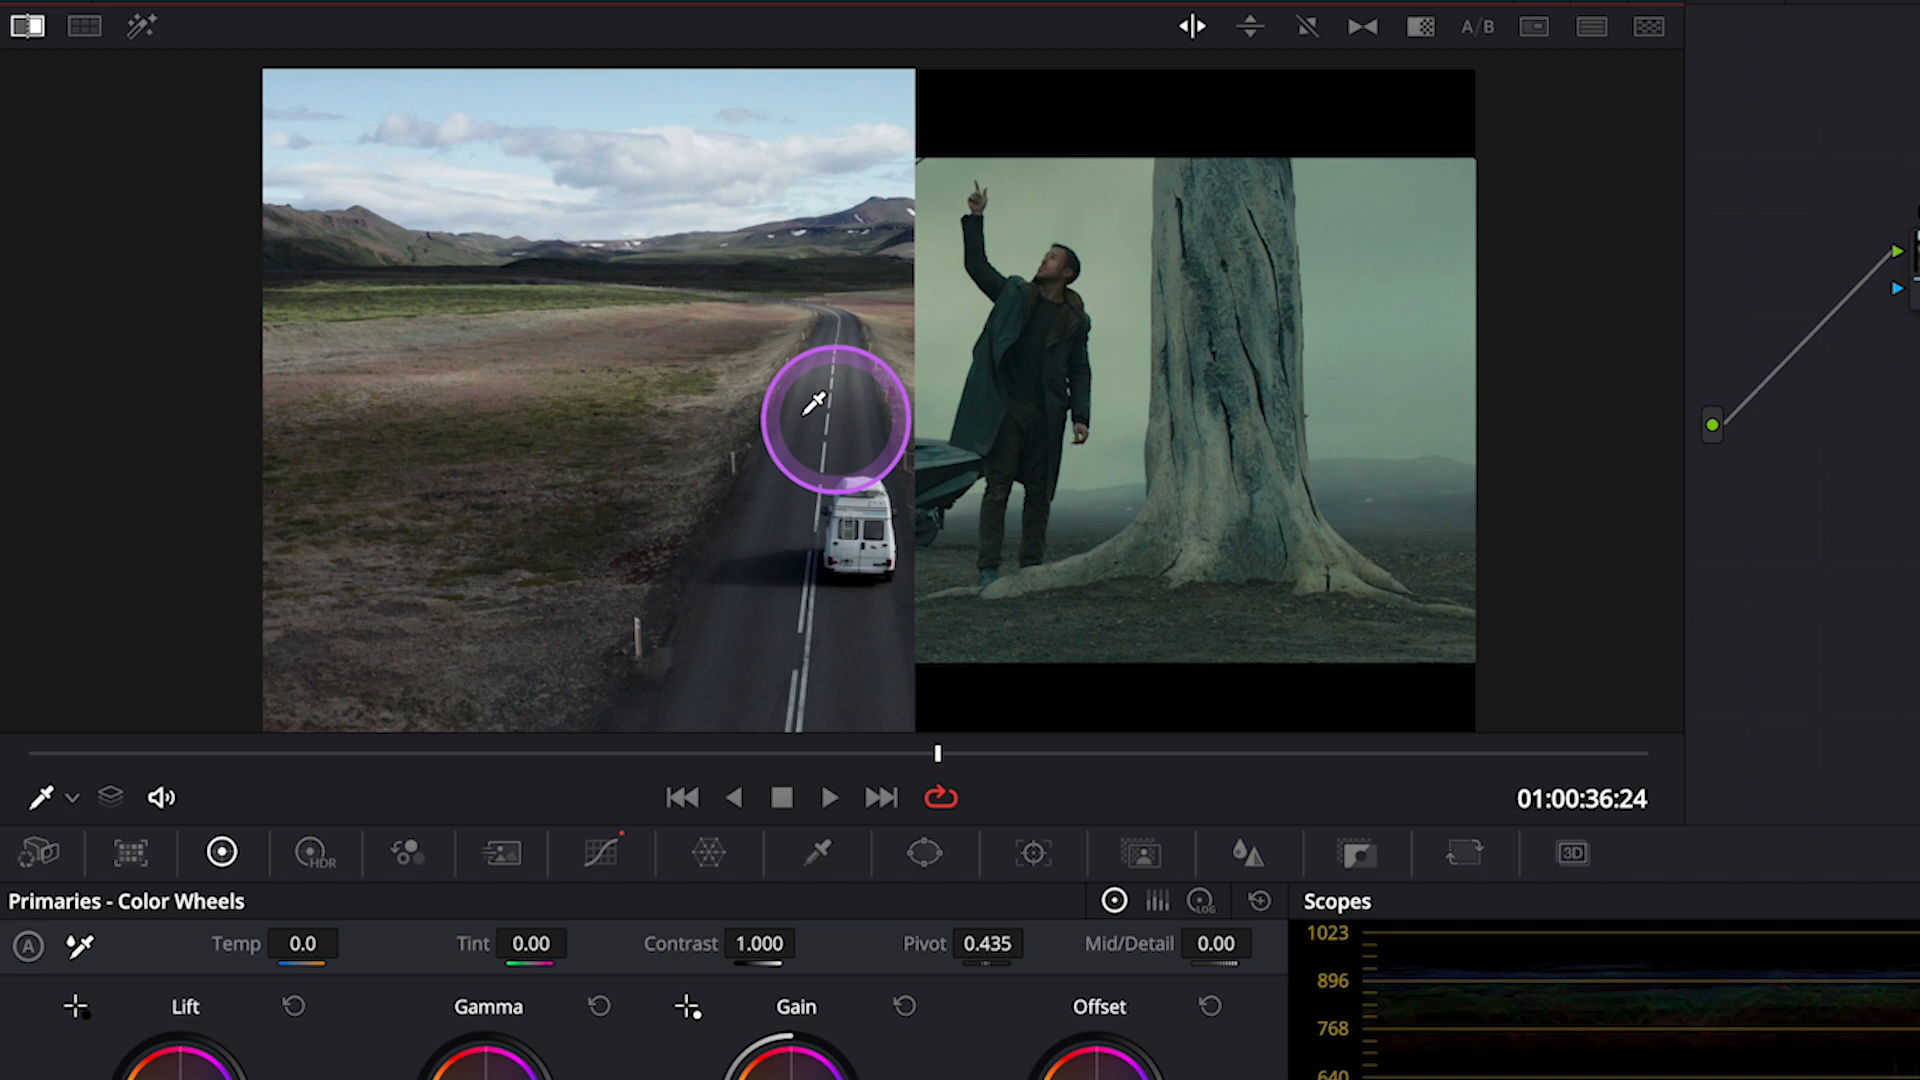 A/B
01:00:36:24
HDR
3D
Primaries - Color Wheels
LOG
Scopes
A
Temp 0.0
Tint 0.00
Contrast 1.000
Pivot 0.435
Mid/Detail 0.00
Lift
Gamma
Gain
Offset
1023
896
768
640